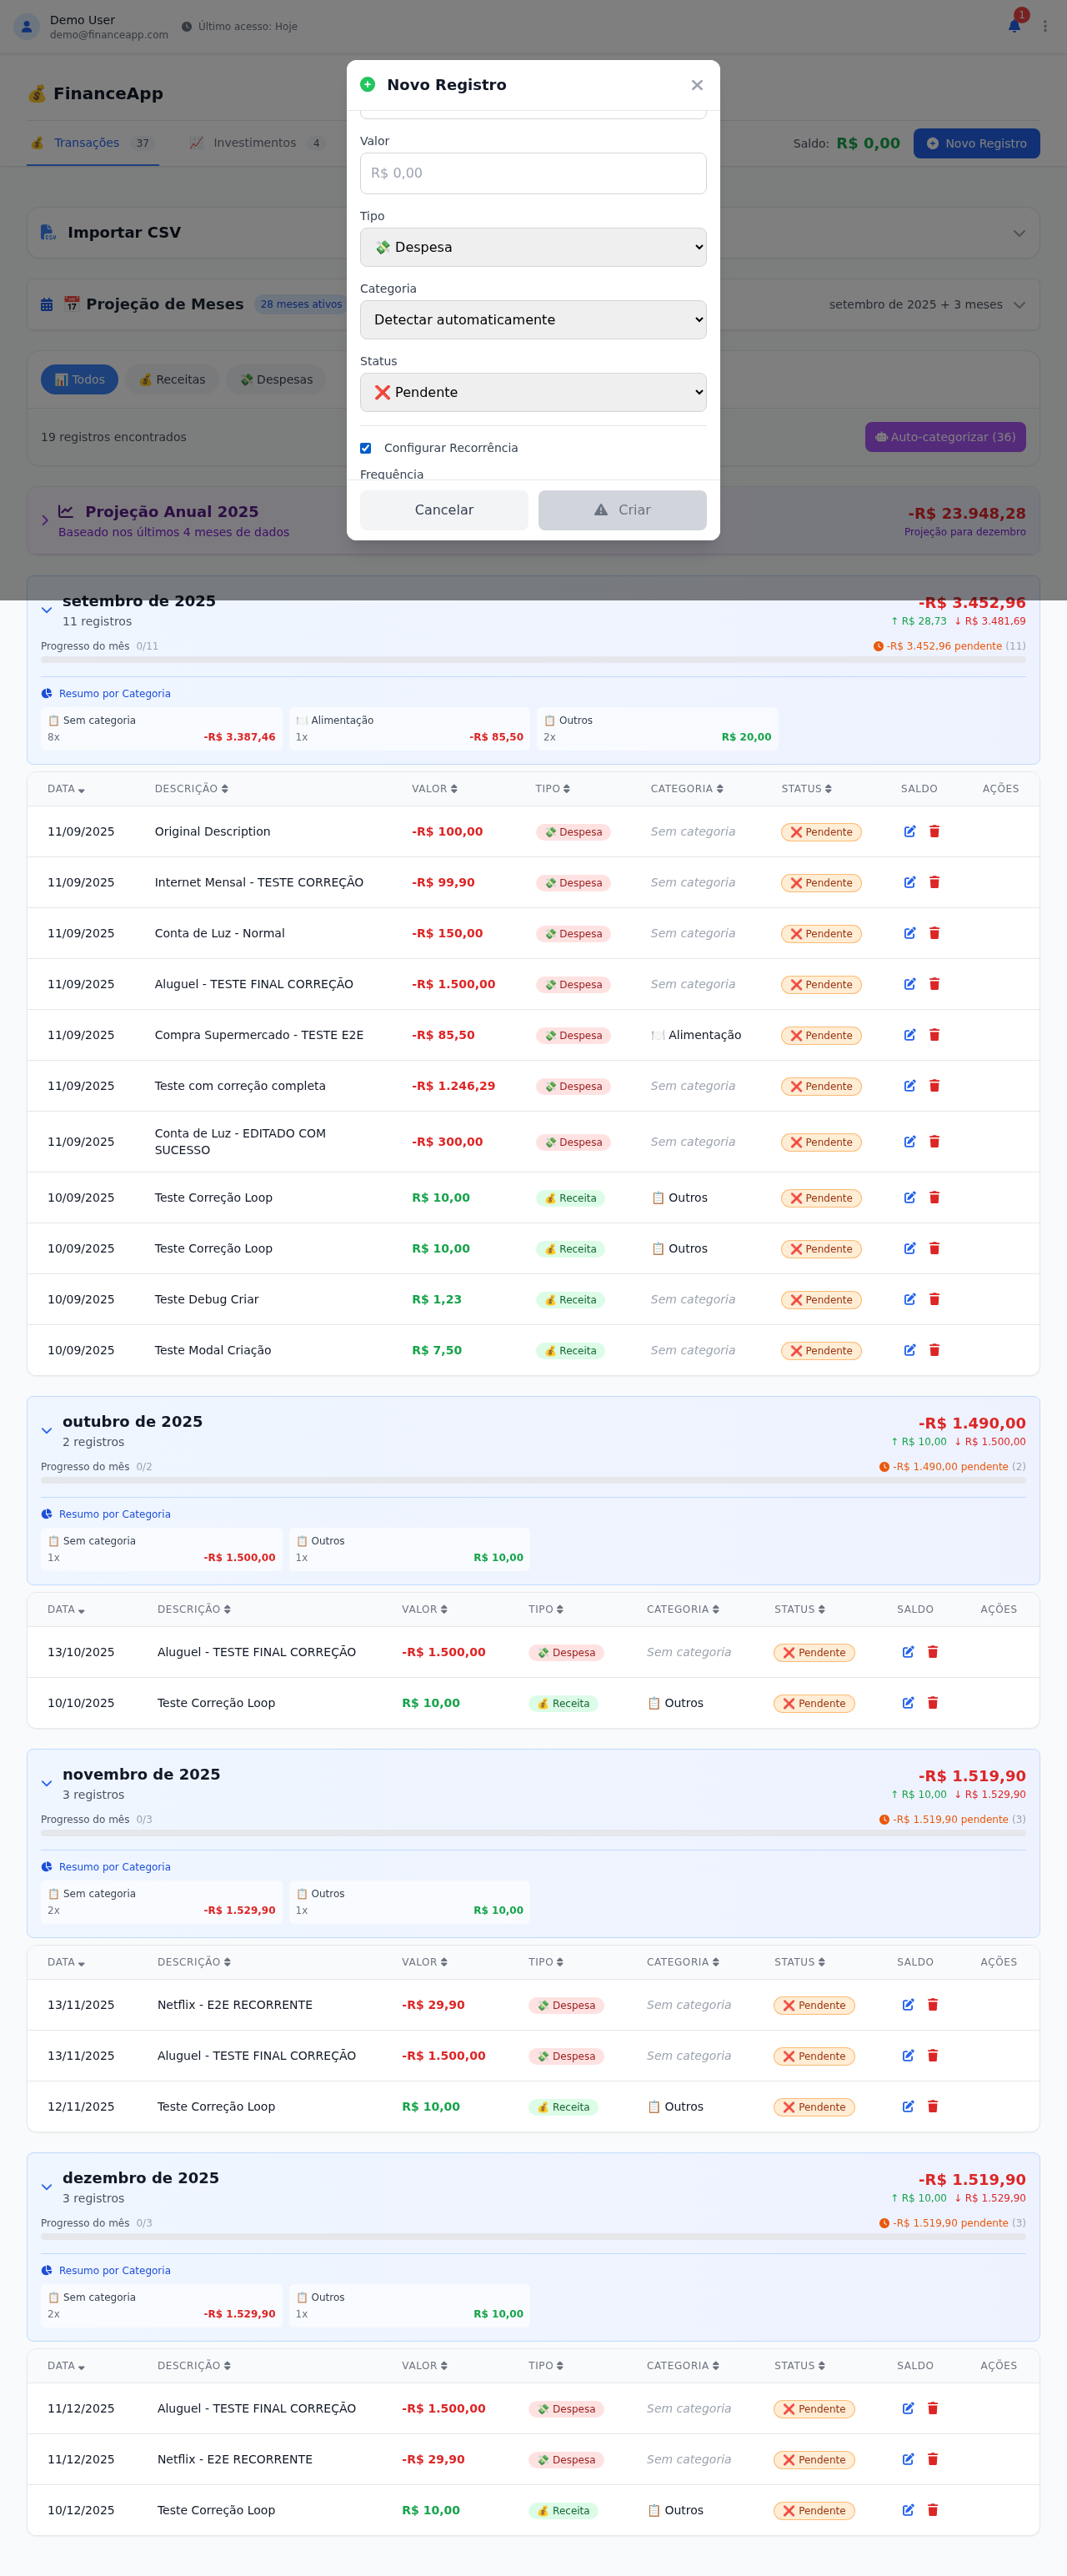 Demo User
demo@financeapp.com
Último acesso: Hoje
1
💰 FinanceApp
💰 Transações 37
📈 Investimentos 4
Saldo: R$ 0,00
Novo Registro
Importar CSV
📅 Projeção de Meses 28 meses ativos
setembro de 2025 + 3 meses
📊 Todos 💰 Receitas 💸 Despesas
19 registros encontrados
Auto-categorizar (36)
Projeção Anual 2025
Baseado nos últimos 4 meses de dados
-R$ 23.948,28
Projeção para dezembro
Novo Registro
Valor
R$ 0,00
Tipo
💸 Despesa
Categoria
Detectar automaticamente
Status
❌ Pendente
Configurar Recorrência
Frequência
Cancelar
Criar
setembro de 2025
11 registros
-R$ 3.452,96
↑ R$ 28,73 ↓ R$ 3.481,69
Progresso do mês 0/11
-R$ 3.452,96 pendente (11)
Resumo por Categoria
📋 Sem categoria
8x -R$ 3.387,46
🍽️ Alimentação
1x -R$ 85,50
📋 Outros
2x R$ 20,00
DATA DESCRIÇÃO VALOR TIPO CATEGORIA STATUS SALDO AÇÕES
11/09/2025 Original Description -R$ 100,00 💸 Despesa Sem categoria ❌ Pendente
11/09/2025 Internet Mensal - TESTE CORREÇÃO -R$ 99,90 💸 Despesa Sem categoria ❌ Pendente
11/09/2025 Conta de Luz - Normal -R$ 150,00 💸 Despesa Sem categoria ❌ Pendente
11/09/2025 Aluguel - TESTE FINAL CORREÇÃO -R$ 1.500,00 💸 Despesa Sem categoria ❌ Pendente
11/09/2025 Compra Supermercado - TESTE E2E -R$ 85,50 💸 Despesa 🍽️ Alimentação ❌ Pendente
11/09/2025 Teste com correção completa -R$ 1.246,29 💸 Despesa Sem categoria ❌ Pendente
11/09/2025 Conta de Luz - EDITADO COM
SUCESSO -R$ 300,00 💸 Despesa Sem categoria ❌ Pendente
10/09/2025 Teste Correção Loop R$ 10,00 💰 Receita 📋 Outros ❌ Pendente
10/09/2025 Teste Correção Loop R$ 10,00 💰 Receita 📋 Outros ❌ Pendente
10/09/2025 Teste Debug Criar R$ 1,23 💰 Receita Sem categoria ❌ Pendente
10/09/2025 Teste Modal Criação R$ 7,50 💰 Receita Sem categoria ❌ Pendente
outubro de 2025
2 registros
-R$ 1.490,00
↑ R$ 10,00 ↓ R$ 1.500,00
Progresso do mês 0/2
-R$ 1.490,00 pendente (2)
Resumo por Categoria
📋 Sem categoria
1x -R$ 1.500,00
📋 Outros
1x R$ 10,00
DATA DESCRIÇÃO VALOR TIPO CATEGORIA STATUS SALDO AÇÕES
13/10/2025 Aluguel - TESTE FINAL CORREÇÃO -R$ 1.500,00 💸 Despesa Sem categoria ❌ Pendente
10/10/2025 Teste Correção Loop R$ 10,00 💰 Receita 📋 Outros ❌ Pendente
novembro de 2025
3 registros
-R$ 1.519,90
↑ R$ 10,00 ↓ R$ 1.529,90
Progresso do mês 0/3
-R$ 1.519,90 pendente (3)
Resumo por Categoria
📋 Sem categoria
2x -R$ 1.529,90
📋 Outros
1x R$ 10,00
DATA DESCRIÇÃO VALOR TIPO CATEGORIA STATUS SALDO AÇÕES
13/11/2025 Netflix - E2E RECORRENTE -R$ 29,90 💸 Despesa Sem categoria ❌ Pendente
13/11/2025 Aluguel - TESTE FINAL CORREÇÃO -R$ 1.500,00 💸 Despesa Sem categoria ❌ Pendente
12/11/2025 Teste Correção Loop R$ 10,00 💰 Receita 📋 Outros ❌ Pendente
dezembro de 2025
3 registros
-R$ 1.519,90
↑ R$ 10,00 ↓ R$ 1.529,90
Progresso do mês 0/3
-R$ 1.519,90 pendente (3)
Resumo por Categoria
📋 Sem categoria
2x -R$ 1.529,90
📋 Outros
1x R$ 10,00
DATA DESCRIÇÃO VALOR TIPO CATEGORIA STATUS SALDO AÇÕES
11/12/2025 Aluguel - TESTE FINAL CORREÇÃO -R$ 1.500,00 💸 Despesa Sem categoria ❌ Pendente
11/12/2025 Netflix - E2E RECORRENTE -R$ 29,90 💸 Despesa Sem categoria ❌ Pendente
10/12/2025 Teste Correção Loop R$ 10,00 💰 Receita 📋 Outros ❌ Pendente